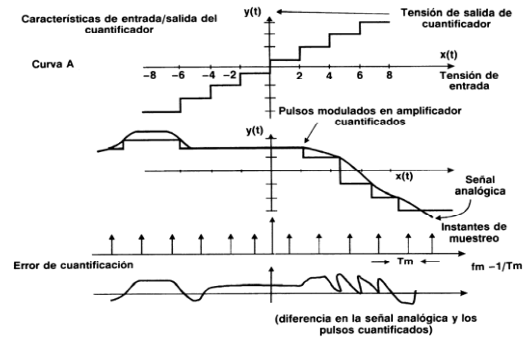 Características de entrada/salida del
cuantificador
y(t)
Tensión de salida de
cuantificador
Curva A
x(t)
-8 -6 -4 -2 0 2 4 6 8
Tensión de
entrada
Pulsos modulados en amplificador
cuantificados
y(t)
x(t)
Señal
analógica
Instantes de
muestreo
Tm
fm -1/Tm
Error de cuantificación
(diferencia en la señal analógica y los
pulsos cuantificados)